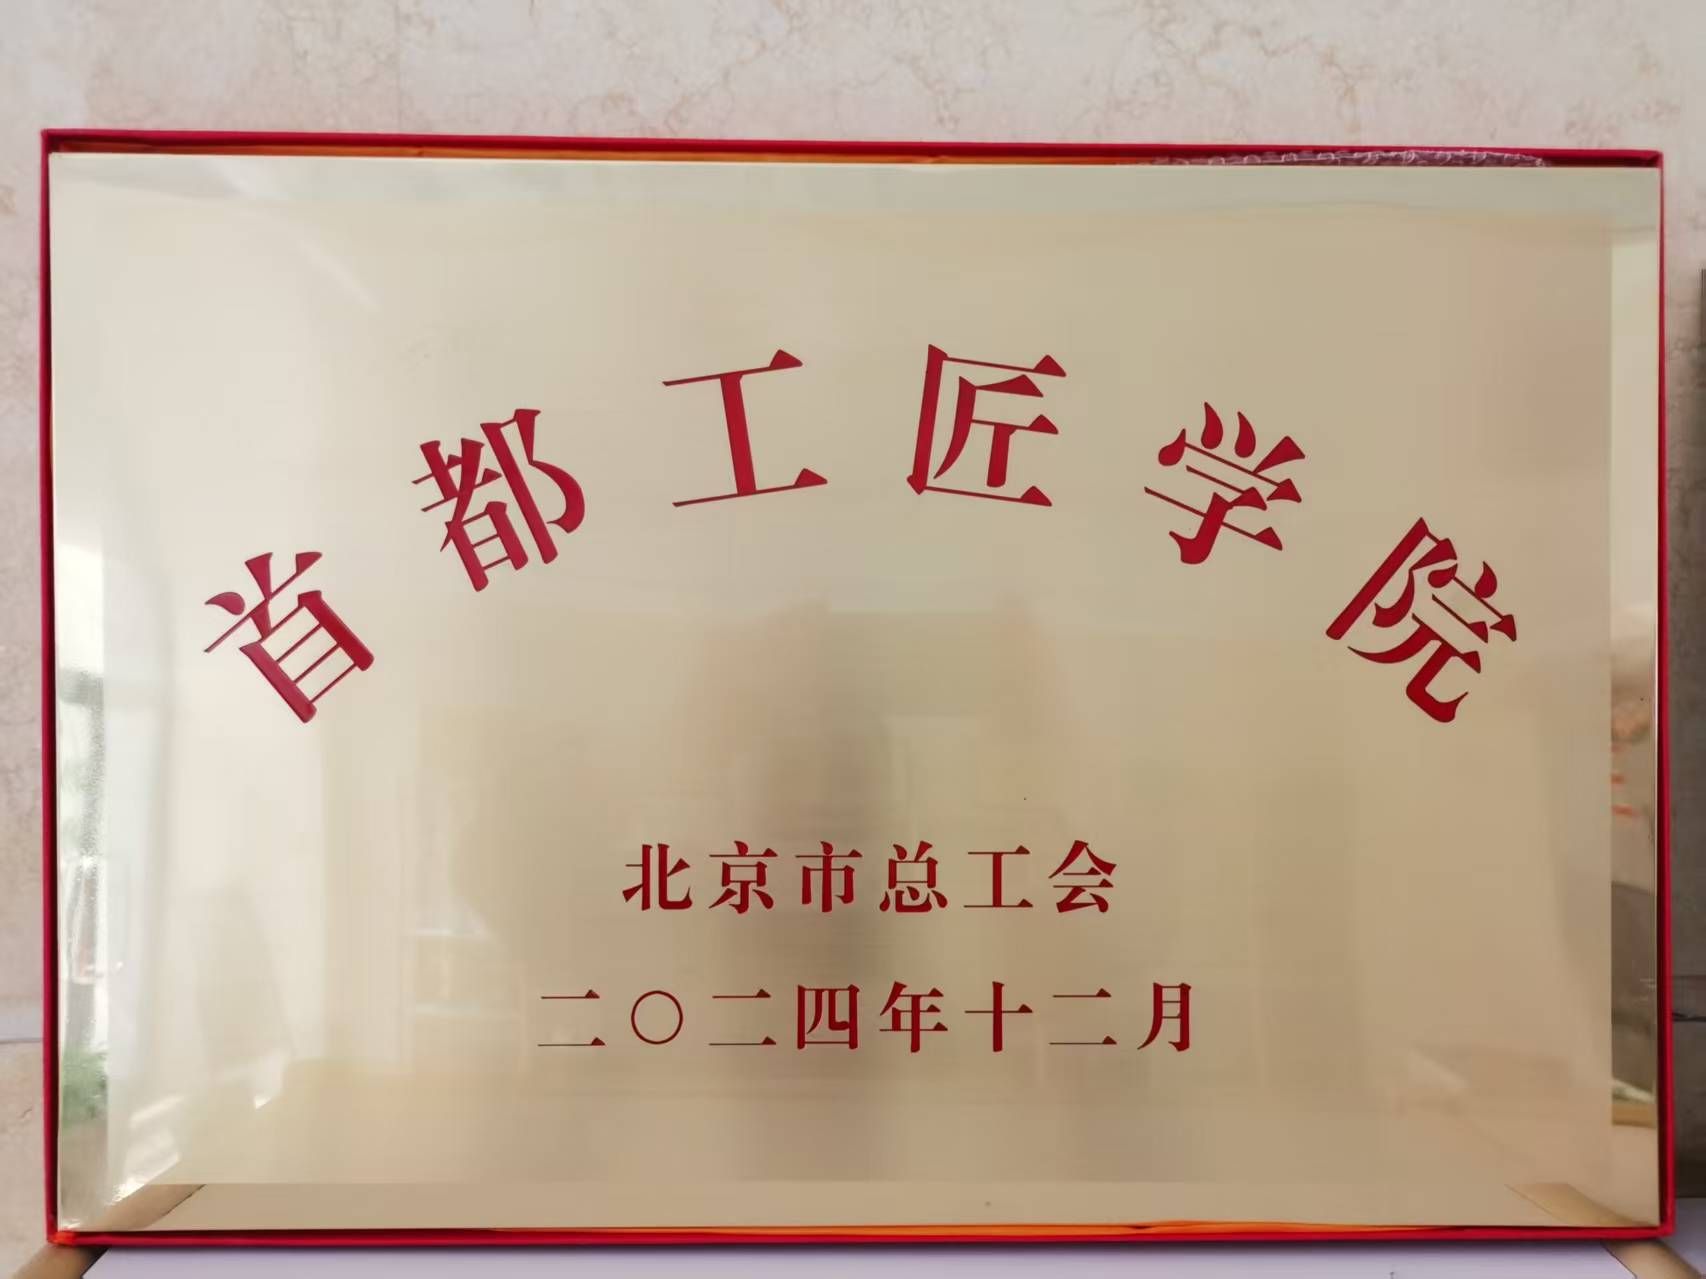 首都工匠学院
北京市总工会
二〇二四年十二月